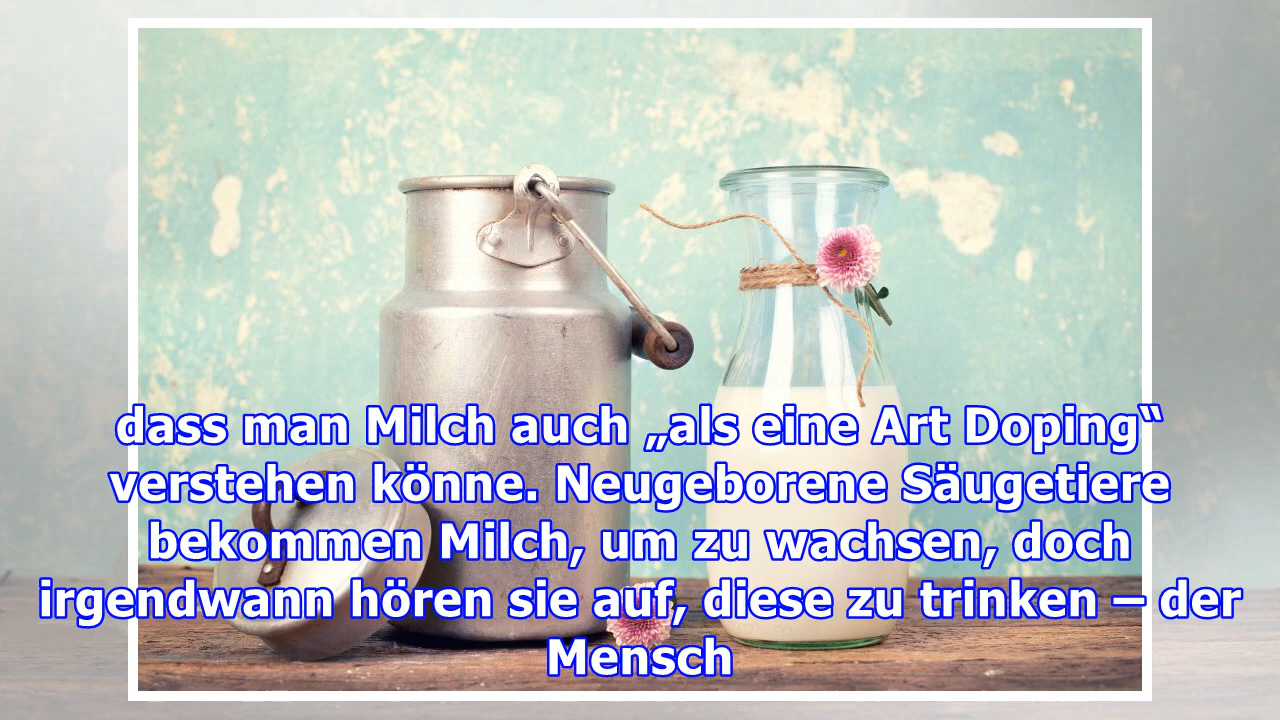 dass man Milch auch „als eine Art Doping“
verstehen könne. Neugeborene Säugetiere
bekommen Milch, um zu wachsen, doch
irgendwann hören sie auf, diese zu trinken – der
Mensch